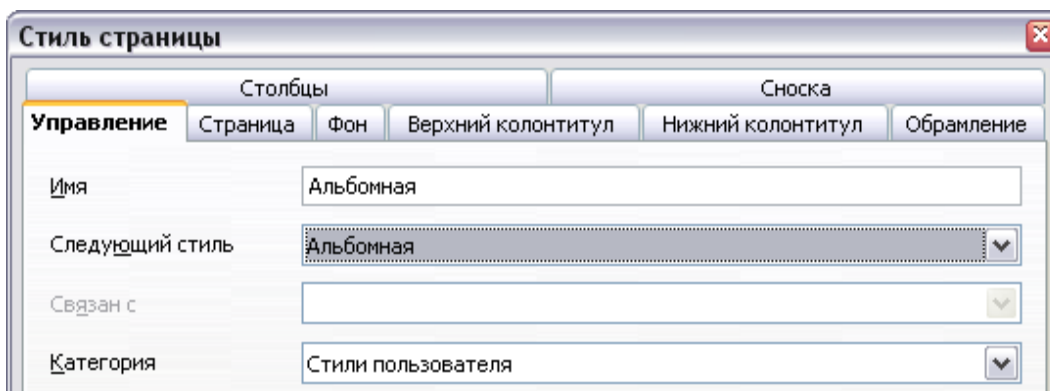 Стиль страницы
Столбцы Сноска
Управление Страница Фон Верхний колонтитул Нижний колонтитул Обрамление
Имя Альбомная
Следующий стиль Альбомная
Связан с
Категория Стили пользователя